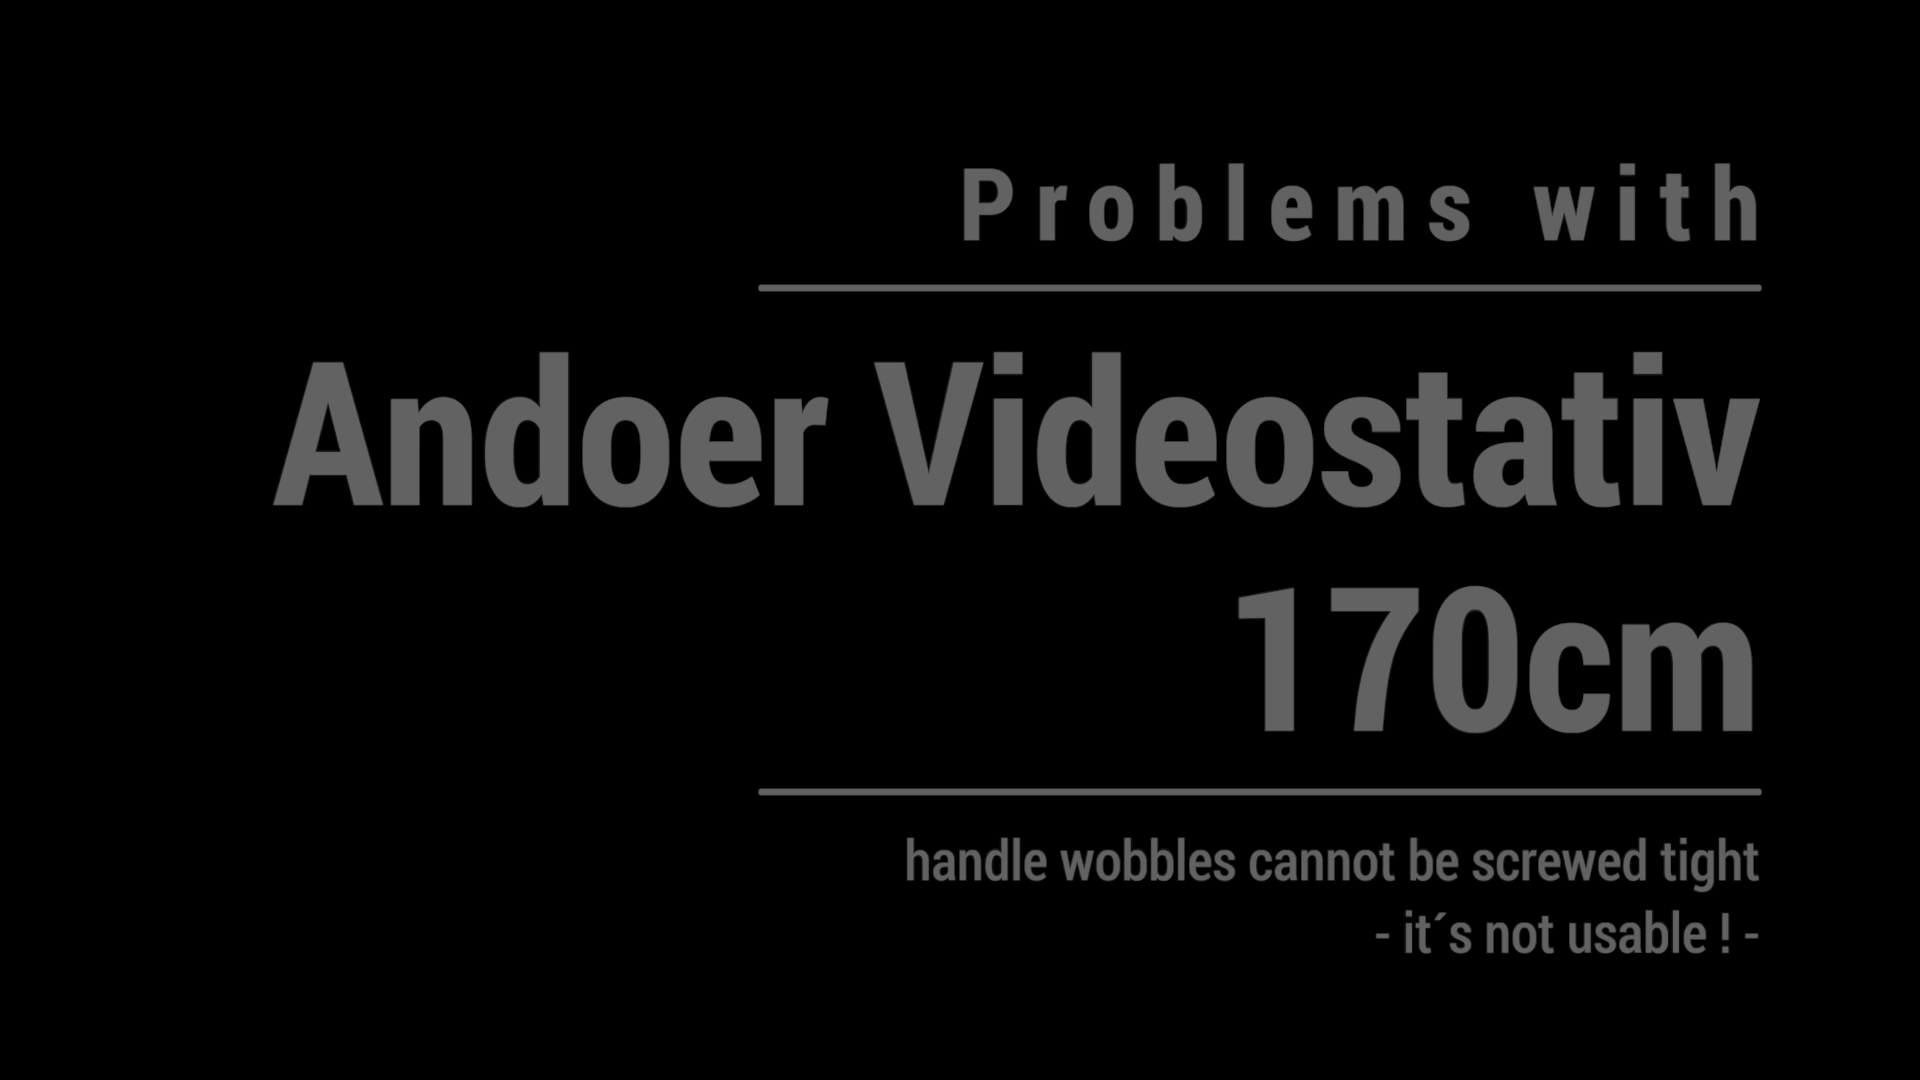 Problems with
Andoer Videostativ
170cm
handle wobbles cannot be screwed tight
- it´s not usable ! -